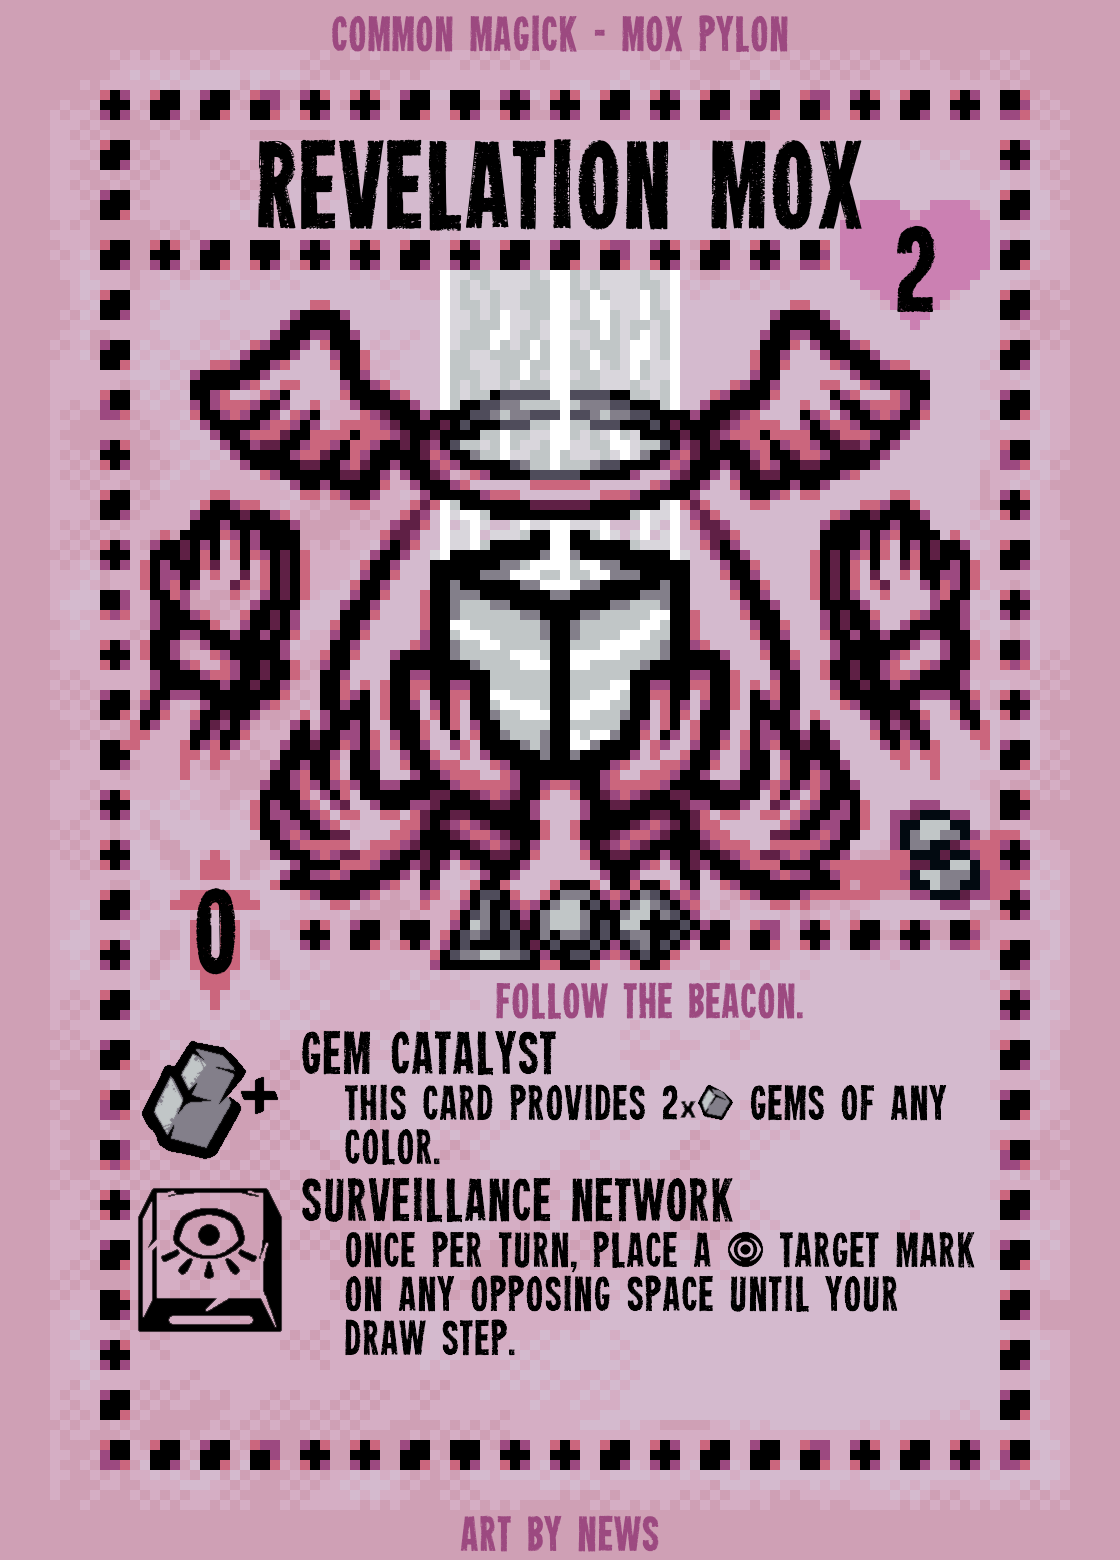 COMMON MAGICK - MOX PYLON
REVELATION MOX
2
0
FOLLOW THE BEACON.
GEM CATALYST
THIS CARD PROVIDES 2x GEMS OF ANY
COLOR.
SURVEILLANCE NETWORK
ONCE PER TURN, PLACE A TARGET MARK
ON ANY OPPOSING SPACE UNTIL YOUR
DRAW STEP.
ART BY NEWS